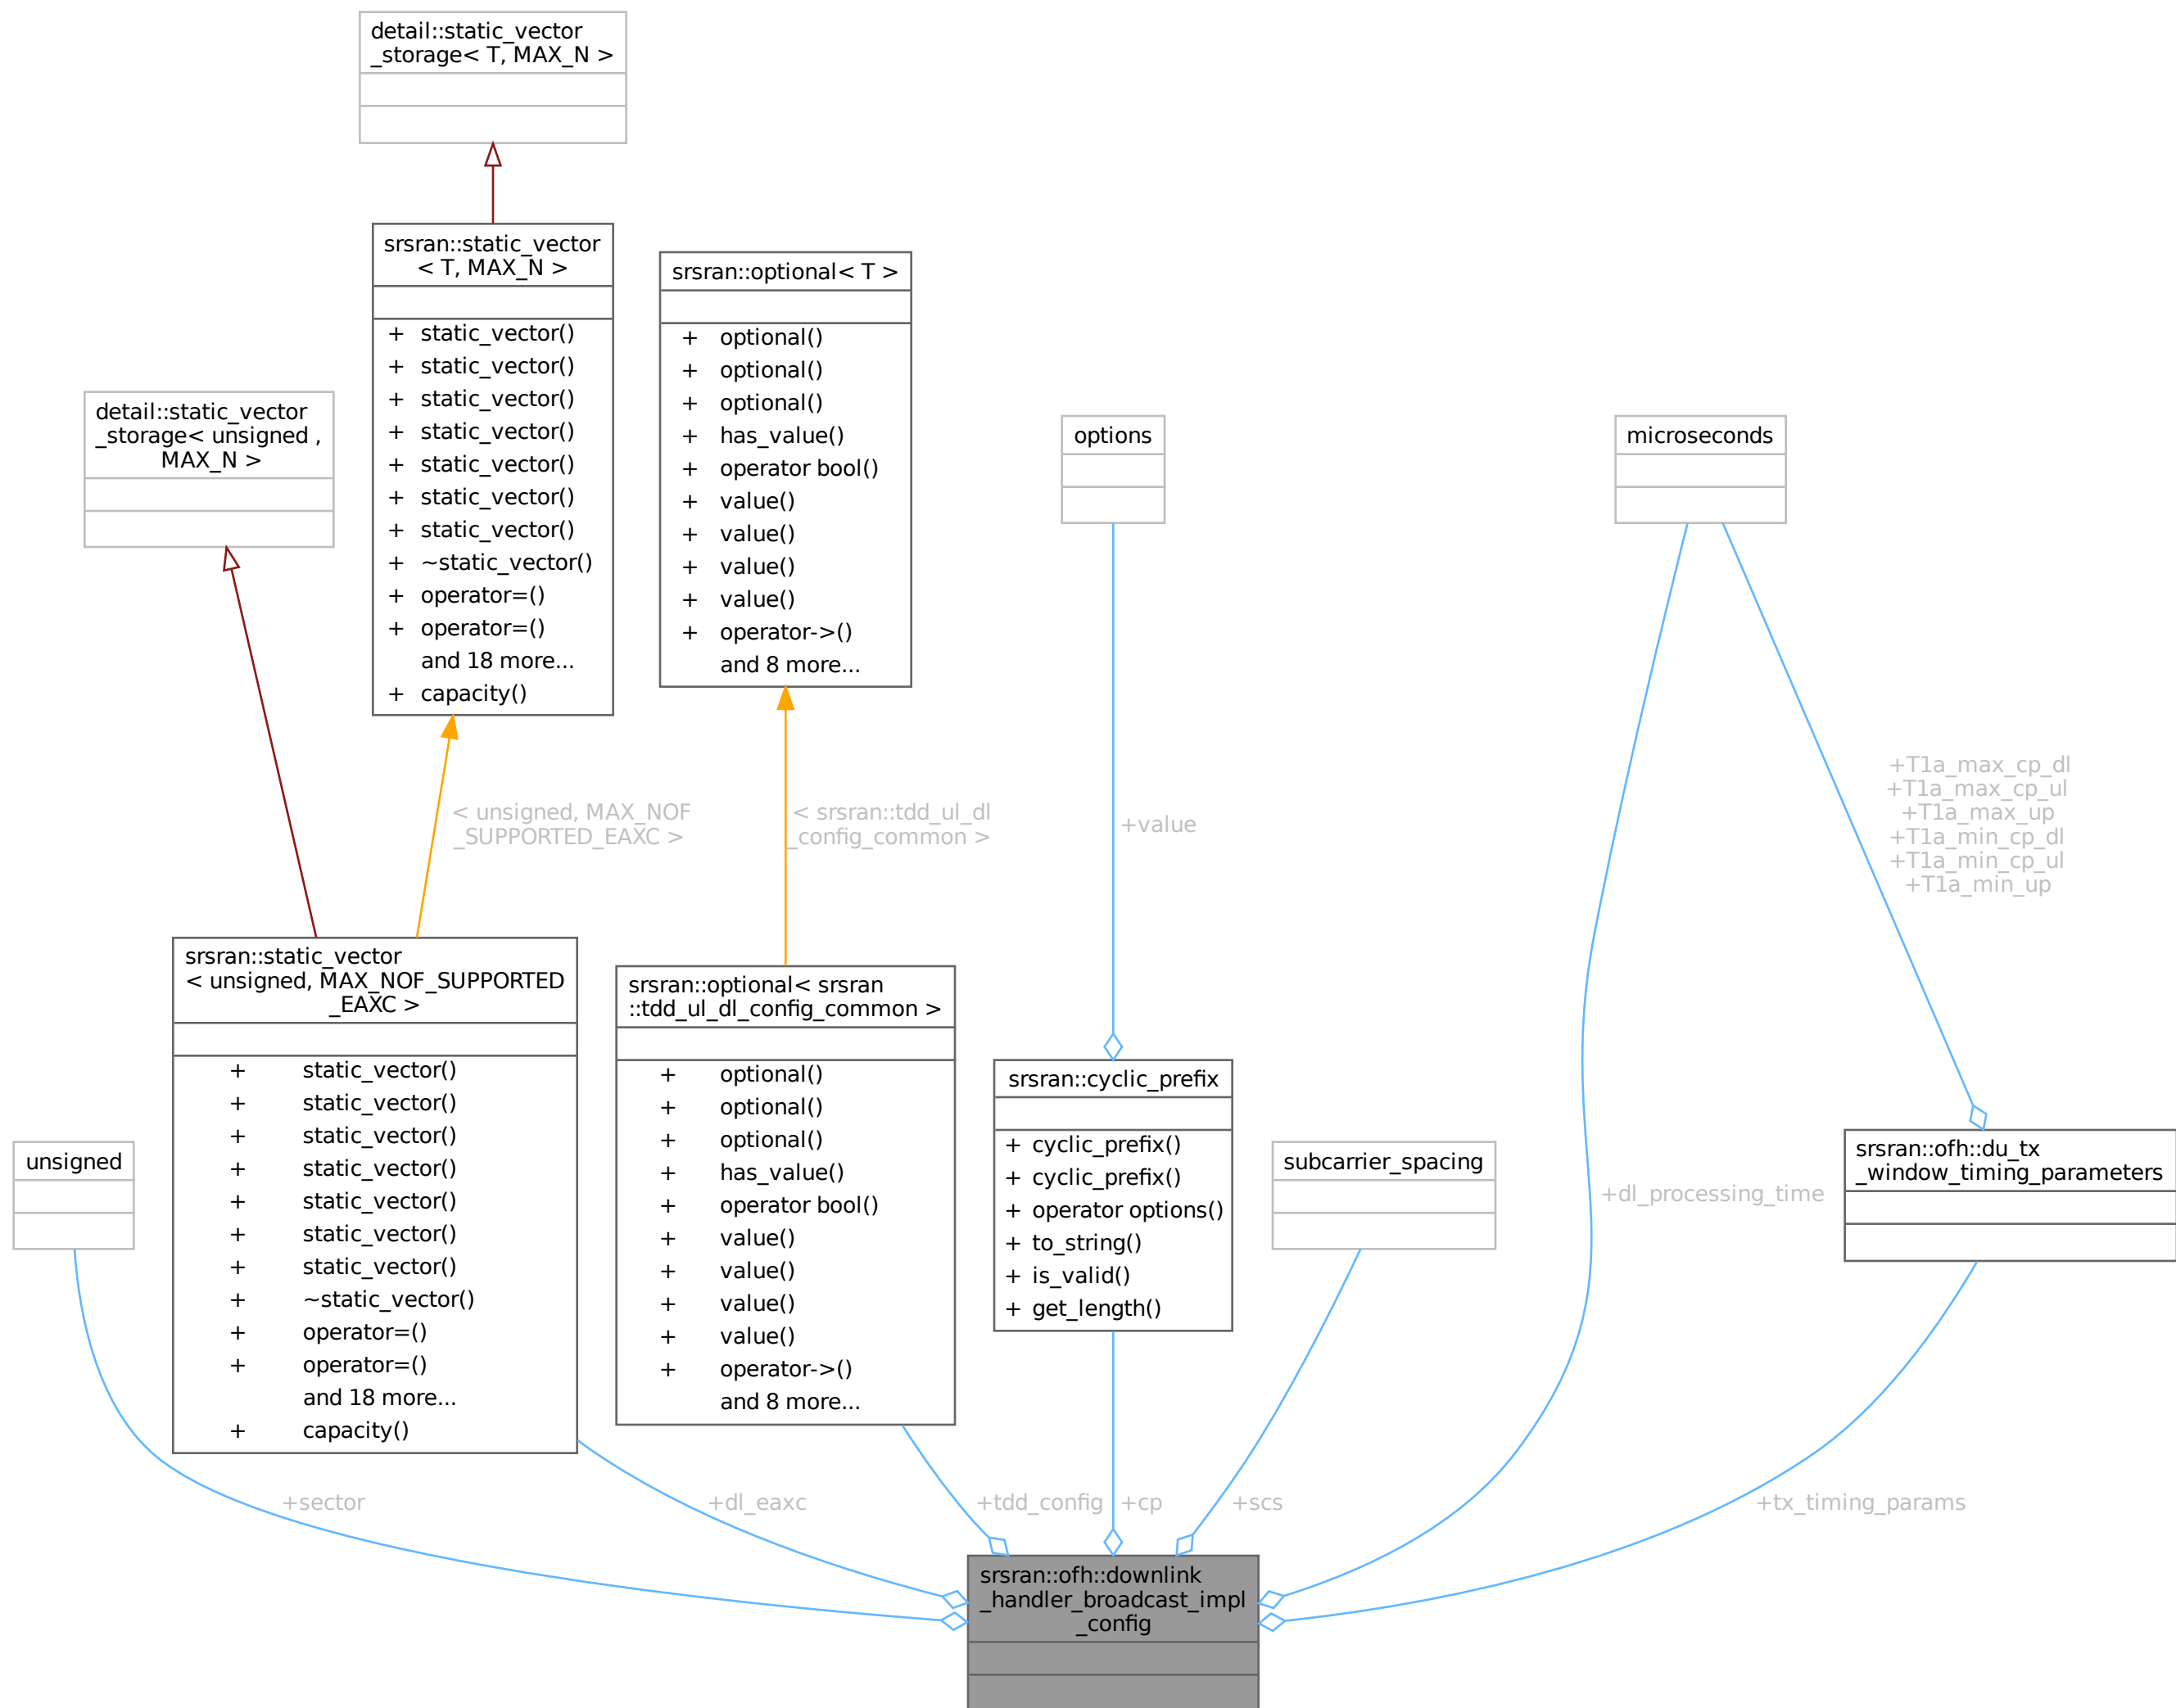 detail::static_vector
_storage< T, MAX_N >
srsran::static_vector
< T, MAX_N >
+ static_vector()
+ static_vector()
+ static_vector()
+ static_vector()
+ static_vector()
+ static_vector()
+ static_vector()
+ ~static_vector()
+ operator=()
+ operator=()
and 18 more...
+ capacity()
srsran::optional< T >
+ optional()
+ optional()
+ optional()
+ has_value()
+ operator bool()
+ value()
+ value()
+ value()
+ value()
+ operator->()
and 8 more...
detail::static_vector
_storage< unsigned ,
MAX_N >
options
microseconds
< unsigned, MAX_NOF
_SUPPORTED_EAXC >
< srsran::tdd_ul_dl
_config_common >
+value
+T1a_max_cp_dl
+T1a_max_cp_ul
+T1a_max_up
+T1a_min_cp_dl
+T1a_min_cp_ul
+T1a_min_up
unsigned
srsran::static_vector
< unsigned, MAX_NOF_SUPPORTED
_EAXC >
+ static_vector()
+ static_vector()
+ static_vector()
+ static_vector()
+ static_vector()
+ static_vector()
+ static_vector()
+ ~static_vector()
+ operator=()
+ operator=()
and 18 more...
+ capacity()
srsran::optional< srsran
::tdd_ul_dl_config_common >
+ optional()
+ optional()
+ optional()
+ has_value()
+ operator bool()
+ value()
+ value()
+ value()
+ value()
+ operator->()
and 8 more...
srsran::cyclic_prefix
+ cyclic_prefix()
+ cyclic_prefix()
+ operator options()
+ to_string()
+ is_valid()
+ get_length()
subcarrier_spacing
+dl_processing_time
srsran::ofh::du_tx
_window_timing_parameters
+sector
+dl_eaxc
+tdd_config
+cp
+scs
+tx_timing_params
srsran::ofh::downlink
_handler_broadcast_impl
_config